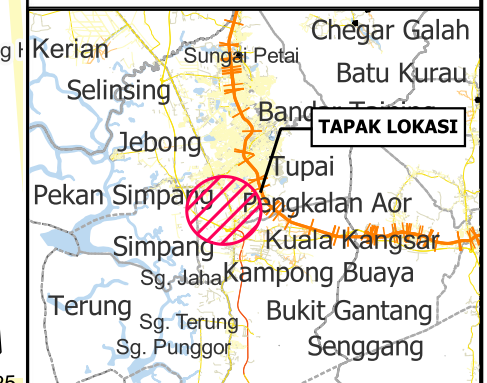 Chegar Galah
Kerian
Sungai Petai
Batu Kurau
Selinsing
TAPAK LOKASI
Jebong
Tupai
Pekan Simpang
Pengkalan Aor
Simpang
Kuala Kangsar
Sg. Jaha
Kampong Buaya
Terung
Bukit Gantang
Sg. Terung
Sg. Punggor
Senggang